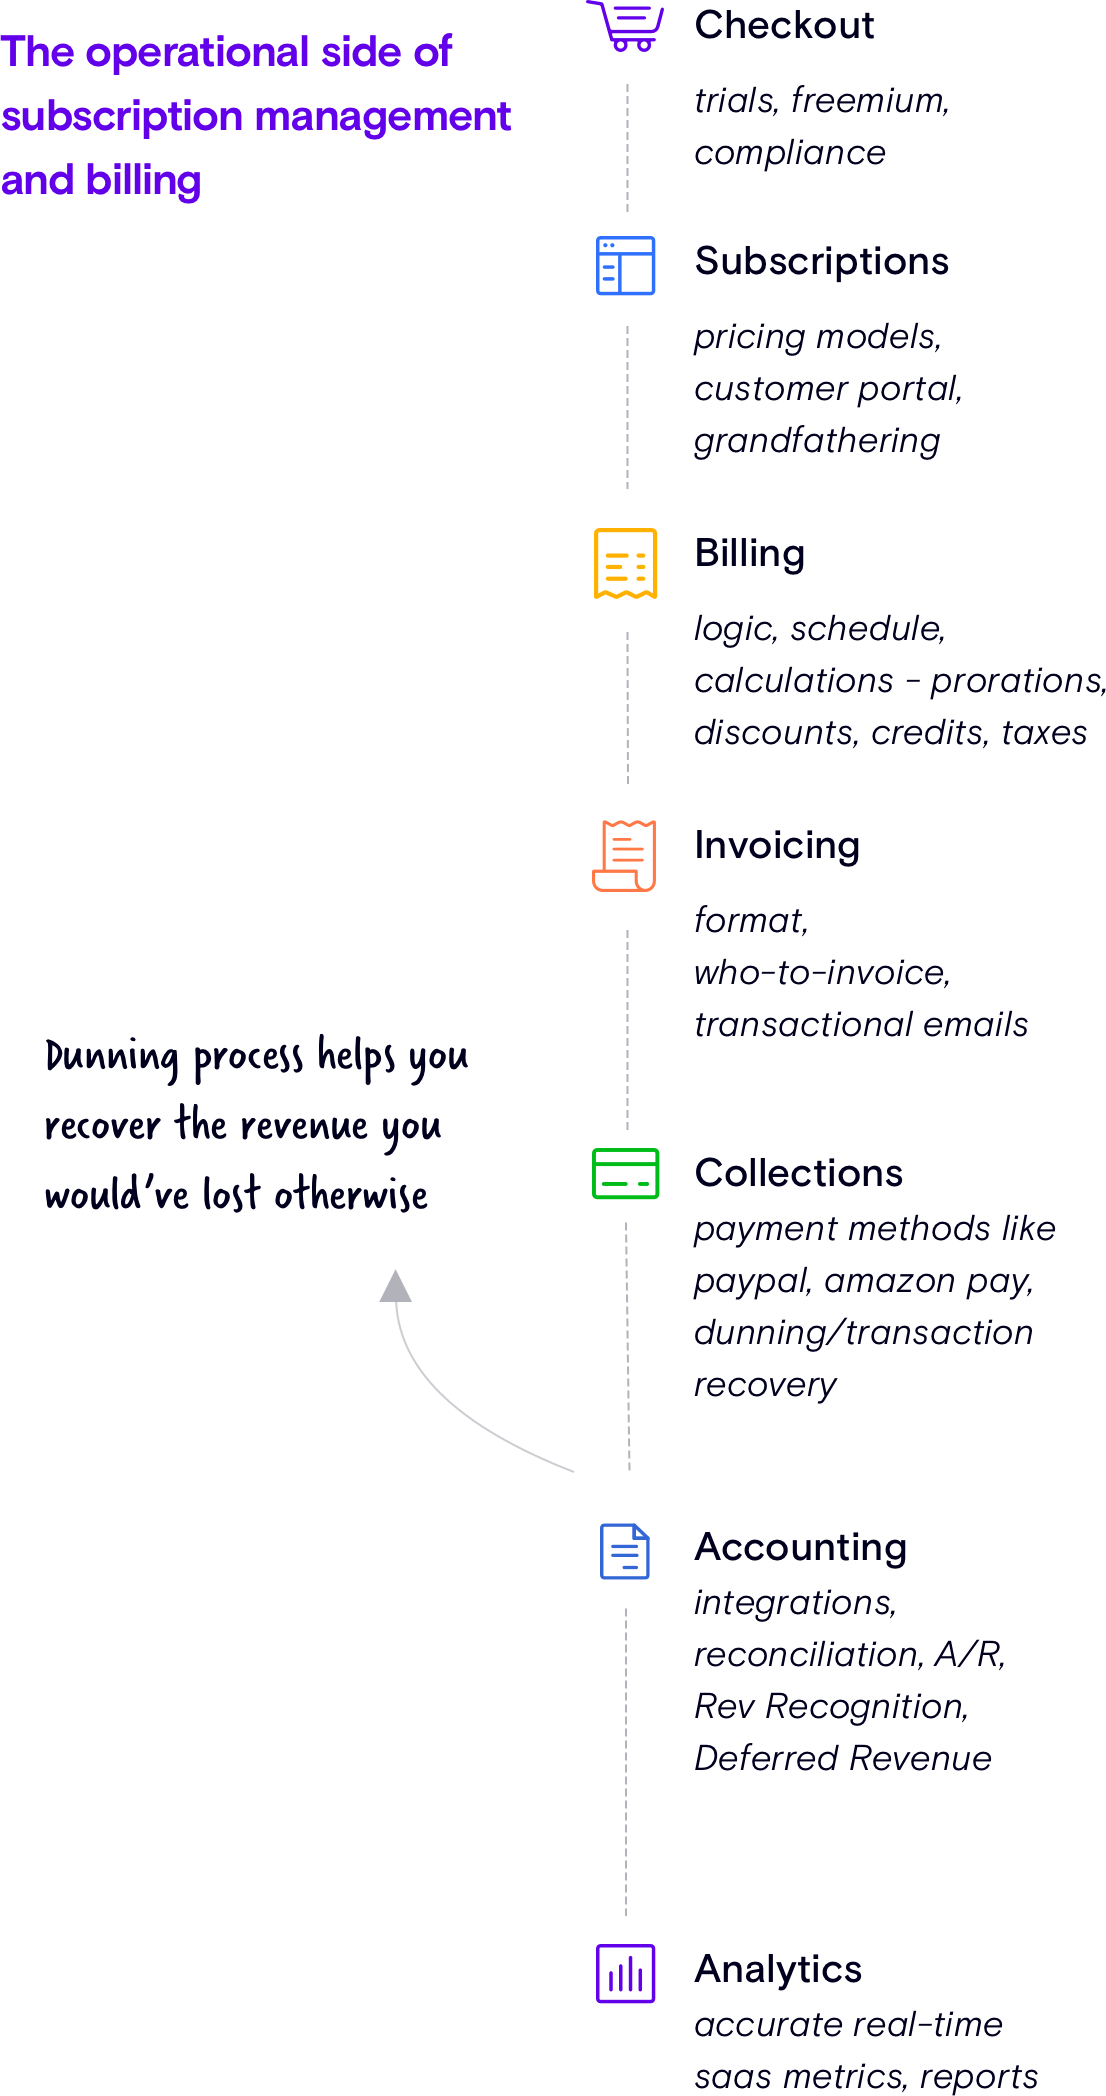 The operational side of
subscription management
and billing
Checkout
trials, freemium,
compliance
Subscriptions
pricing models,
customer portal,
grandfathering
Billing
logic, schedule,
calculations - prorations,
discounts, credits, taxes
Invoicing
format,
who-to-invoice,
transactional emails
Dunning process helps you
recover the revenue you
would've lost otherwise
Collections
payment methods like
paypal, amazon pay,
dunning/transaction
recovery
Accounting
integrations,
reconciliation, A/R,
Rev Recognition,
Deferred Revenue
Analytics
accurate real-time
saas metrics, reports